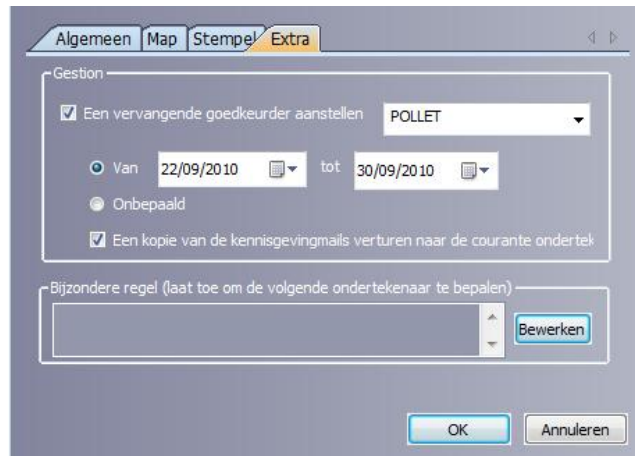 Algemeen Map Stempel Extra
Gestion
Een vervangende goedkeurder aanstellen POLLET
Van 22/09/2010 tot 30/09/2010
Onbepaald
Een kopie van de kennisgevingmails verturen naar de courante ondertek
Bijzondere regel (laat toe om de volgende ondertekenaar te bepalen)
Bewerken
OK Annuleren